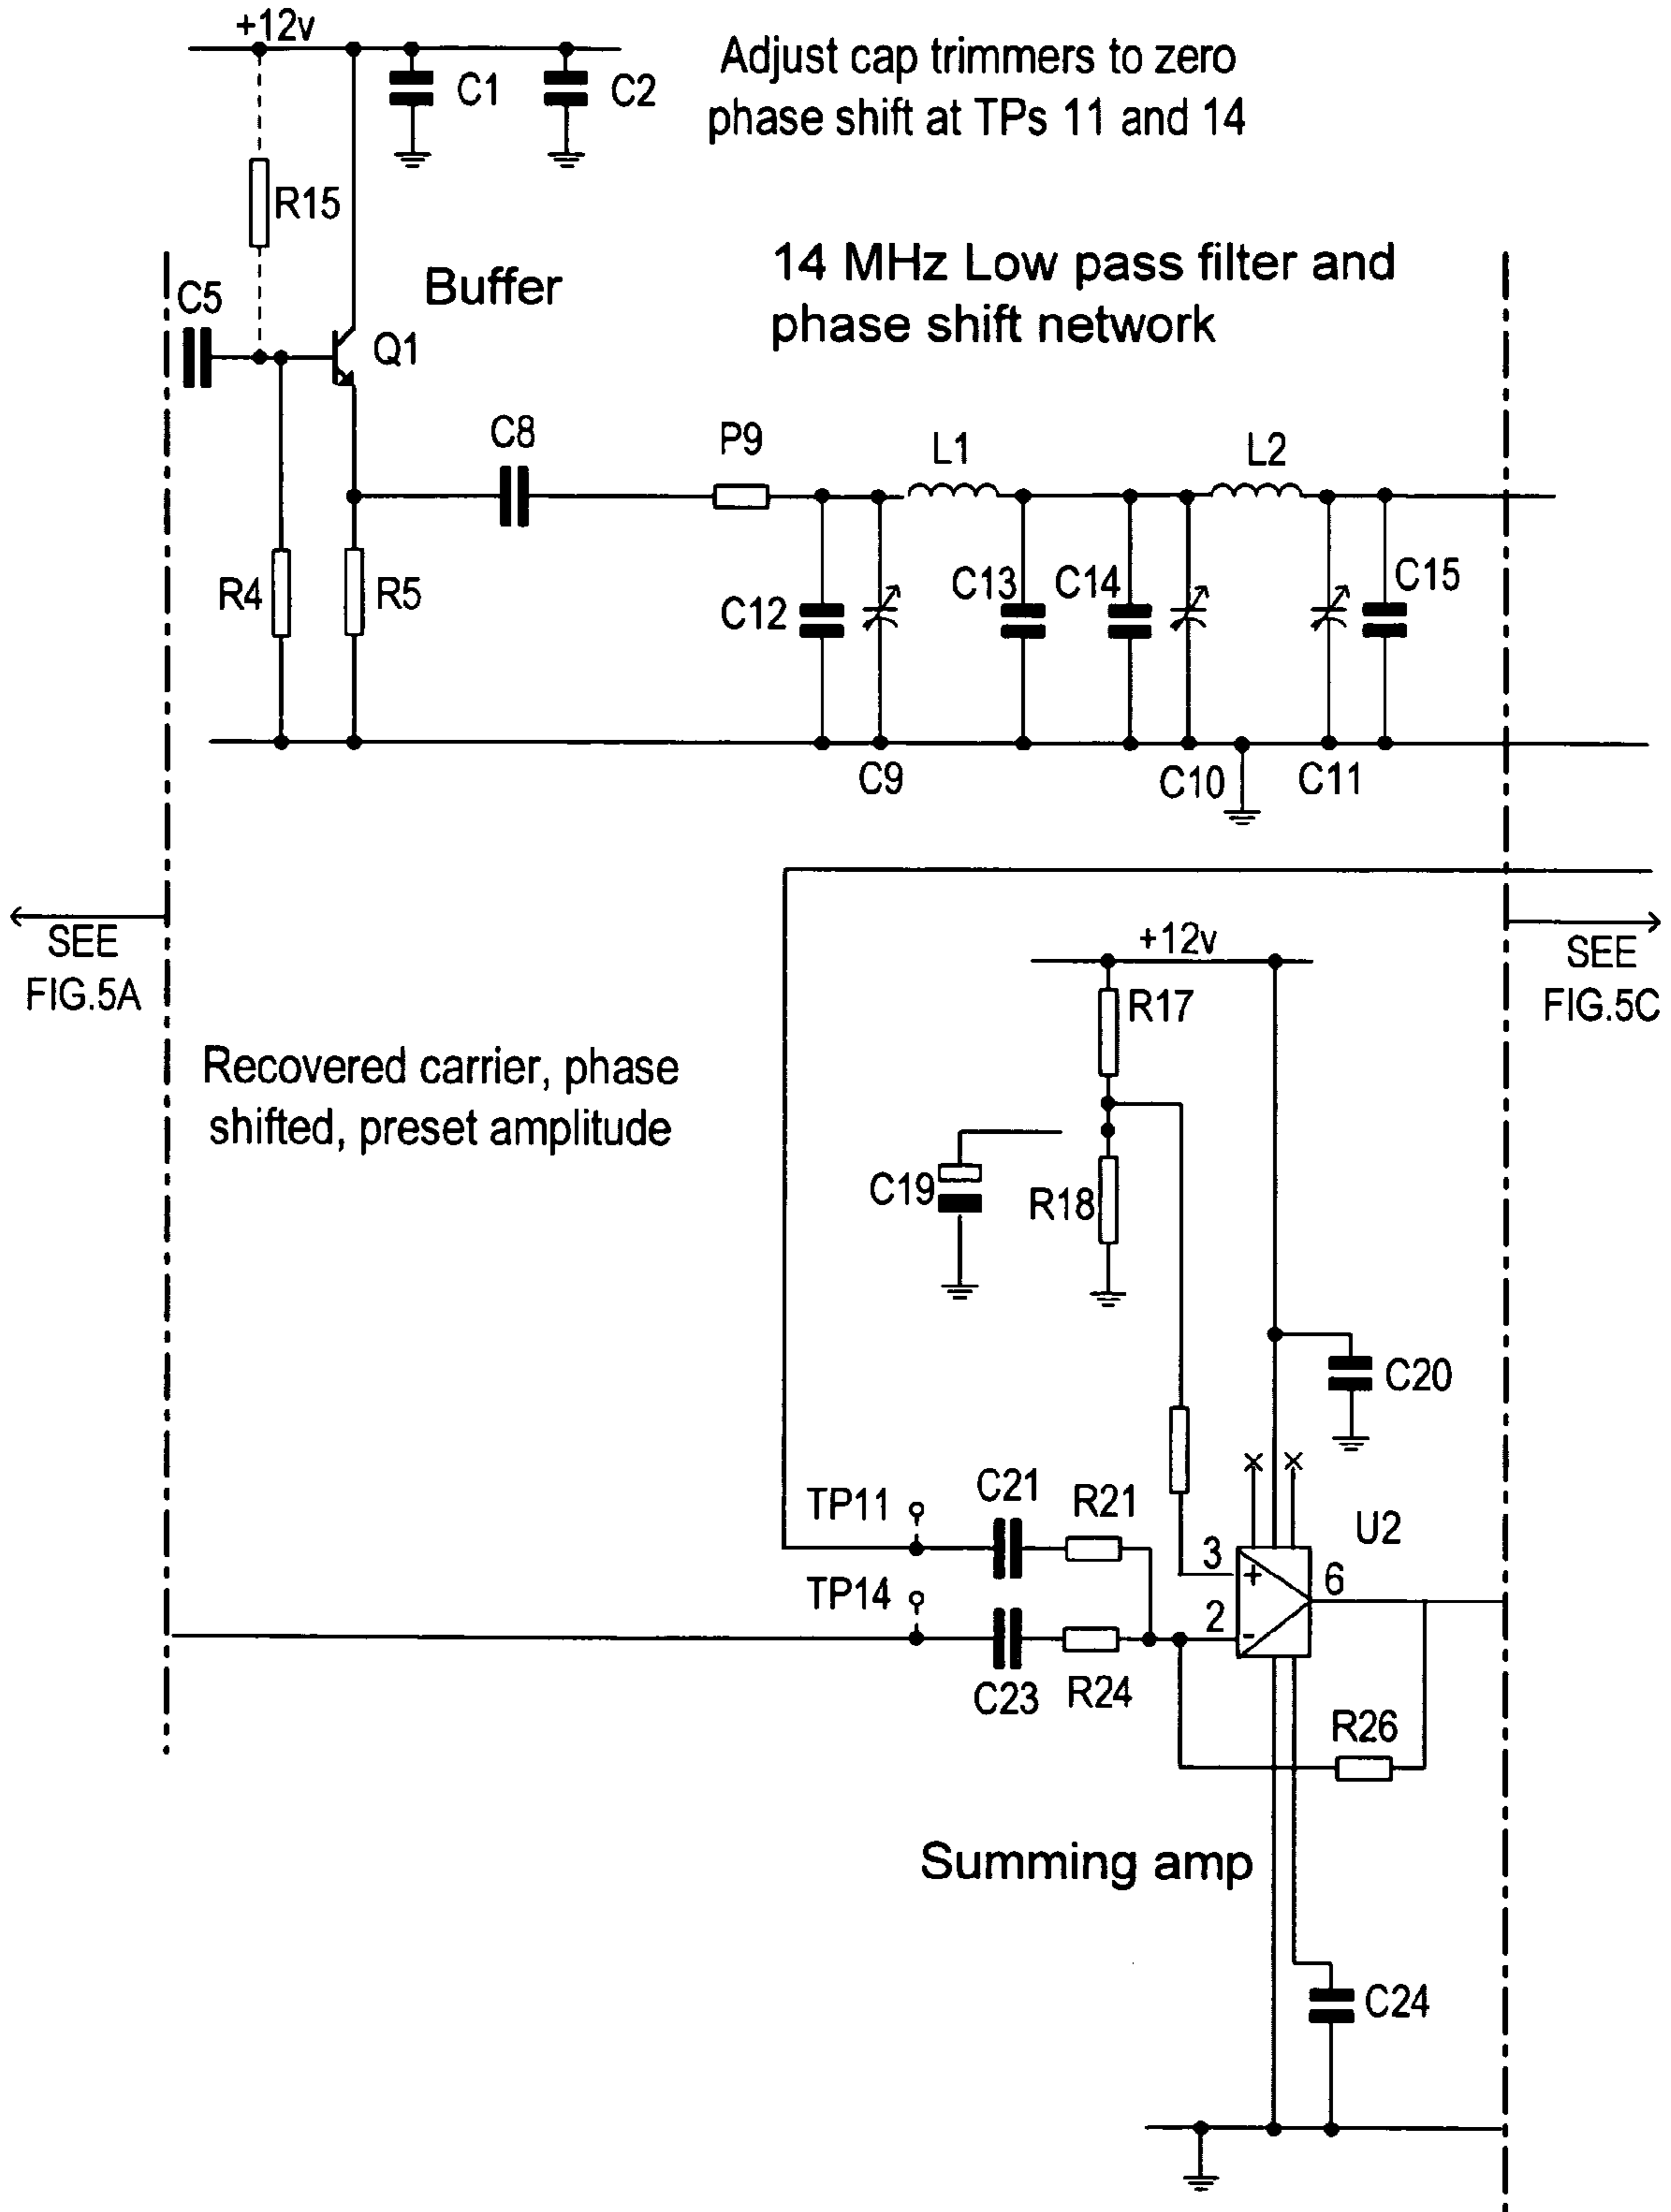 +12v
C1
C2
Adjust cap trimmers to zero
phase shift at TPs 11 and 14
R15
C5
Buffer
14 MHz Low pass filter and
phase shift network
Q1
C8
P9
L1
L2
R4
R5
C12
C13
C14
C15
C9
C10
C11
SEE
FIG.5A
+12v
SEE
FIG.5C
R17
Recovered carrier, phase
shifted, preset amplitude
C19
R18
C20
TP11
C21
R21
U2
3
+
6
TP14
2
-
C23
R24
R26
Summing amp
C24